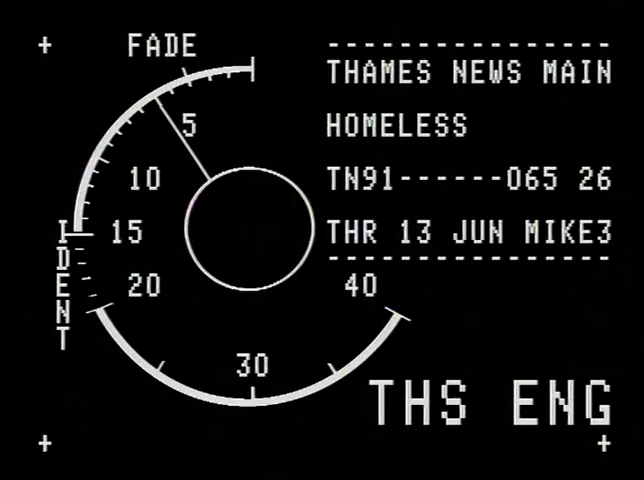 FADE
----------------
THAMES NEWS MAIN
HOMELESS
TN91------065 26
THR 13 JUN MIKE3
----------------
5
10
15
20
30
40
IDENT
THS ENG